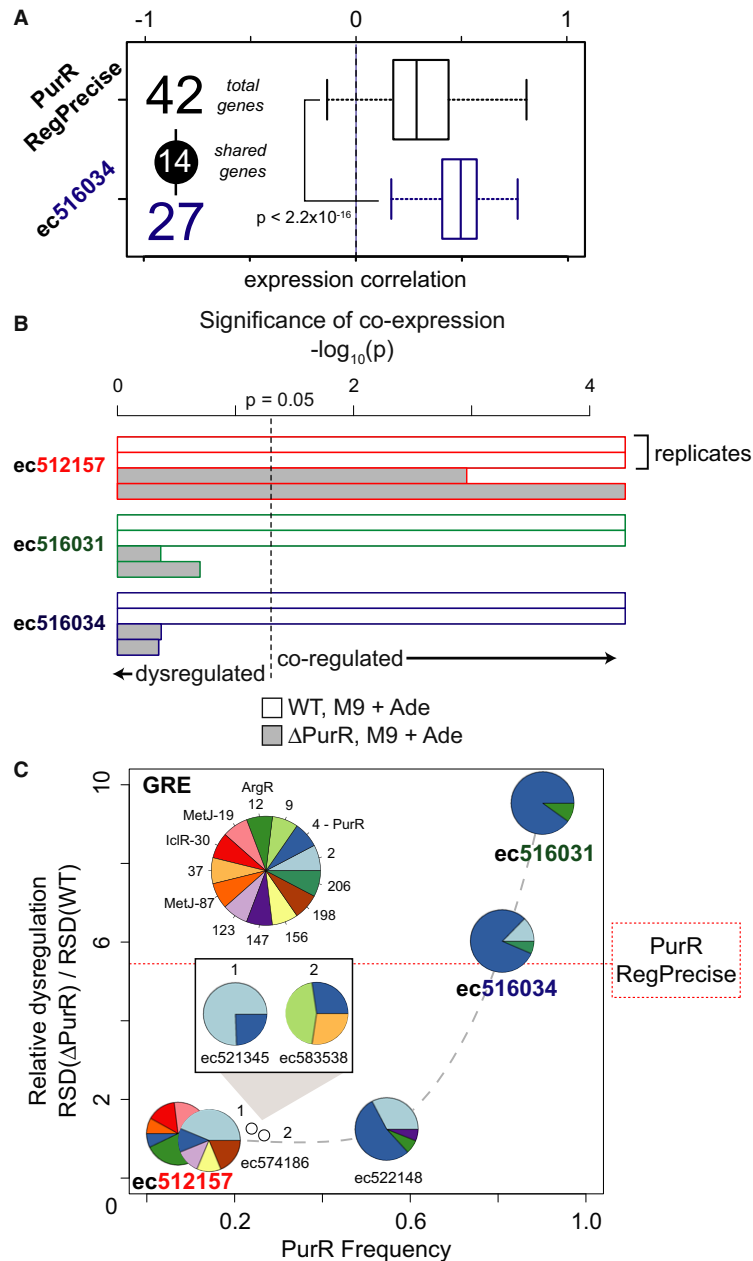 A
-1 0 1
PurR
RegPrecise
42 total
genes
14 shared
genes
ec516034
27
p < 2.2x10-16
-1 0 1
expression correlation
B
Significance of co-expression
-log10(p)
0 2 4
p = 0.05
ec512157
replicates
ec516031
ec516034
dysregulated
co-regulated
WT, M9 + Ade
ΔPurR, M9 + Ade
C
GRE
ArgR
12
9
4 - PurR
2
206
198
156
147
123
MetJ-87
37
IclR-30
MetJ-19
10
6
2
0
Relative dysregulation
RSD(ΔPurR) / RSD(WT)
ec516031
ec516034
PurR
RegPrecise
1 2
ec521345 ec583538
1
2
ec512157
ec574186
ec522148
0.2 0.6 1.0
PurR Frequency